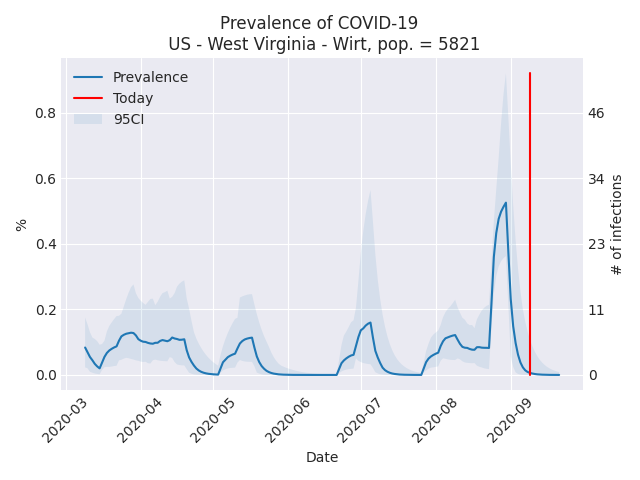 Prevalence of COVID-19
US - West Virginia - Wirt, pop. = 5821
Prevalence
Today
95CI
%
0.8
0.6
0.4
0.2
0.0
46
34
23
11
0
# of infections
2020-03
2020-04
2020-05
2020-06
2020-07
2020-08
2020-09
Date